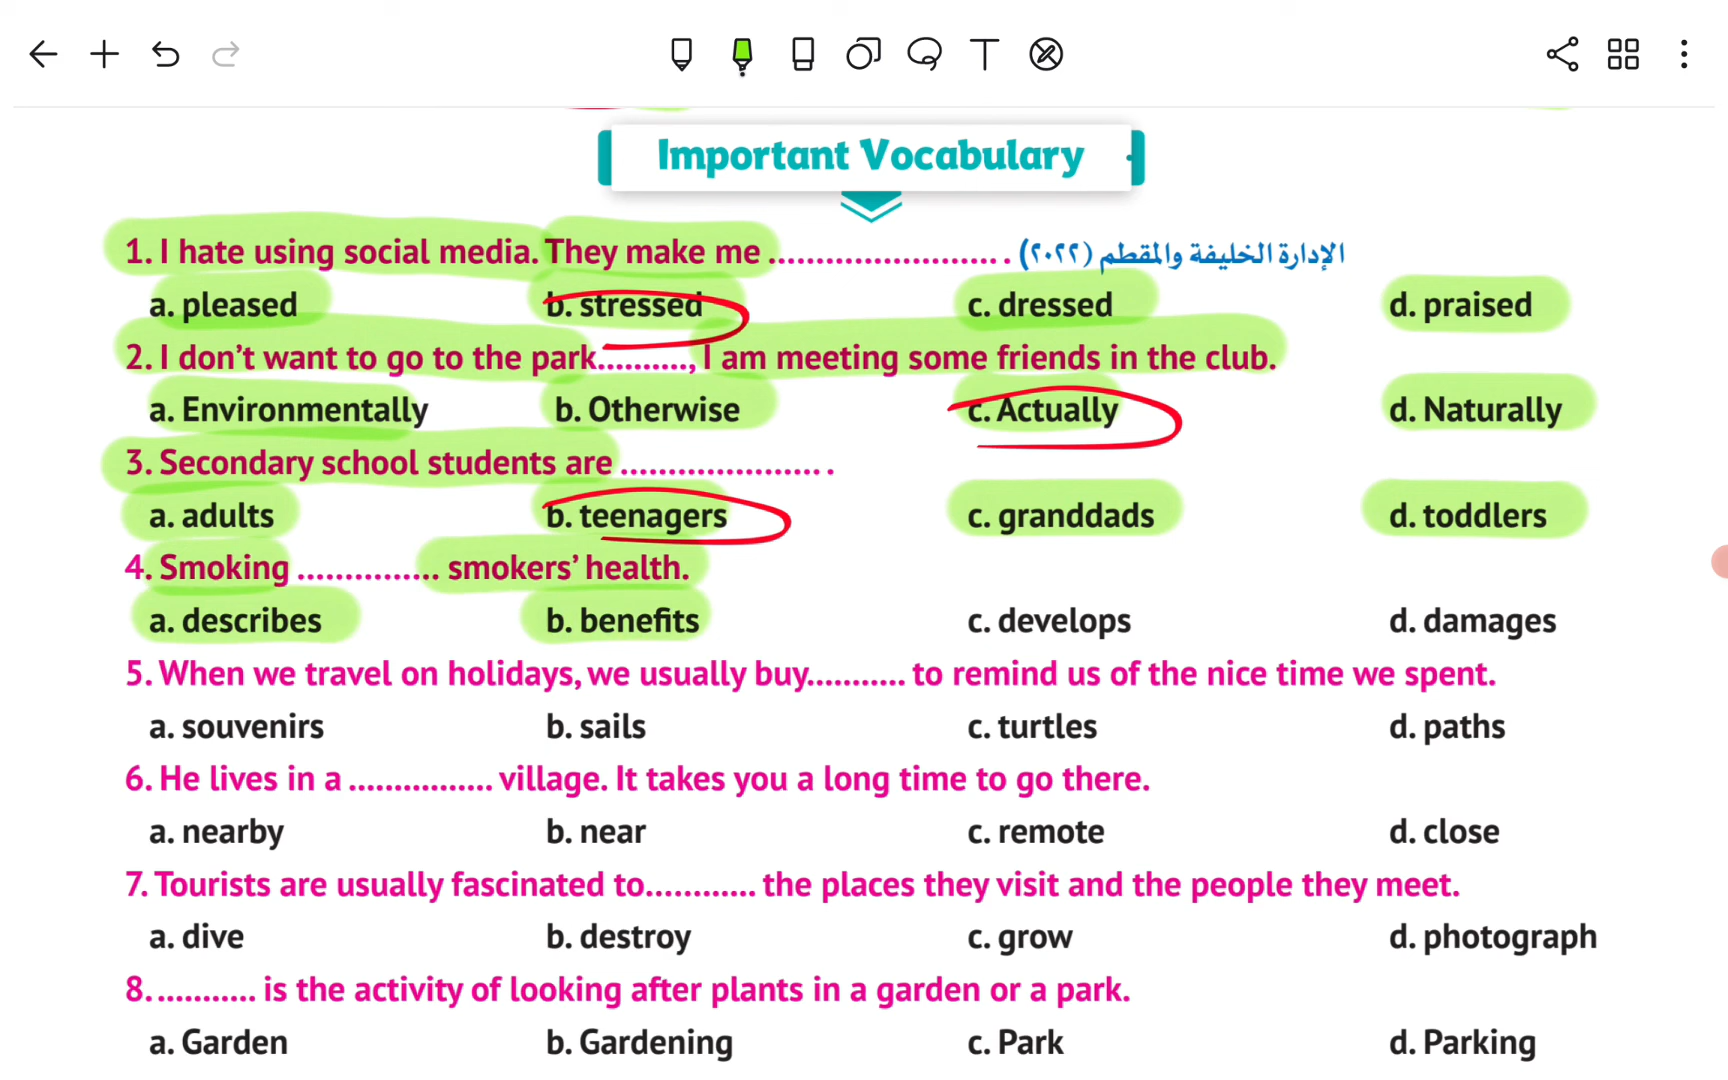 Important Vocabulary
1. I hate using social media. They make me ........................ . الإدارة الخليفة والمقطم (٢٠٢٢)
a. pleased b. stressed c. dressed d. praised
2. I don’t want to go to the park.........., I am meeting some friends in the club.
a. Environmentally b. Otherwise c. Actually d. Naturally
3. Secondary school students are ..................... .
a. adults b. teenagers c. granddads d. toddlers
4. Smoking ............... smokers’ health.
a. describes b. benefits c. develops d. damages
5. When we travel on holidays, we usually buy........... to remind us of the nice time we spent.
a. souvenirs b. sails c. turtles d. paths
6. He lives in a ............... village. It takes you a long time to go there.
a. nearby b. near c. remote d. close
7. Tourists are usually fascinated to............ the places they visit and the people they meet.
a. dive b. destroy c. grow d. photograph
8. ........... is the activity of looking after plants in a garden or a park.
a. Garden b. Gardening c. Park d. Parking